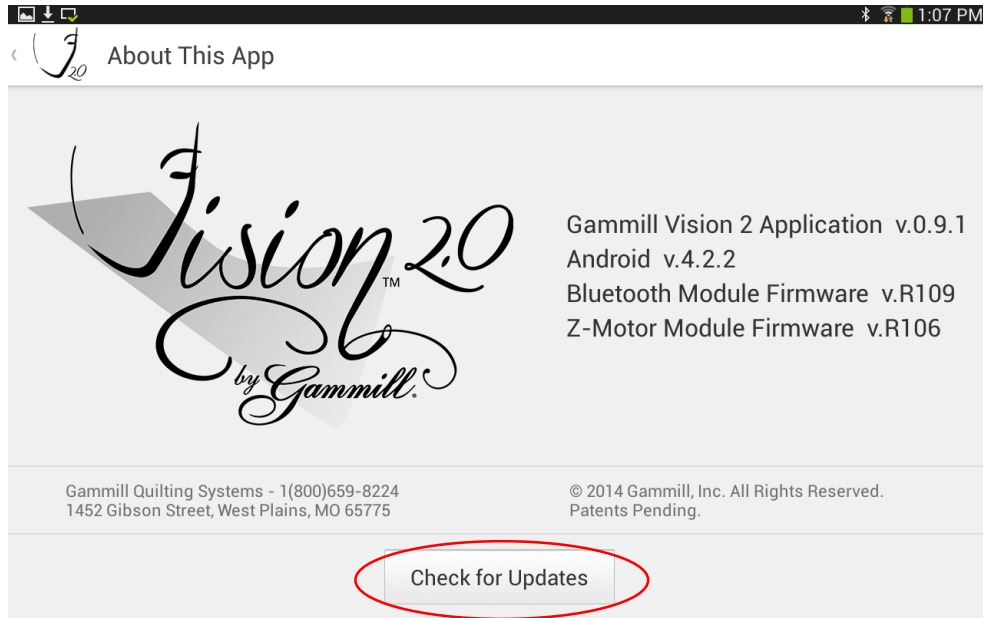 1:07 PM
2.0
About This App
Vision 2.0
TM
by Gammill®
Gammill Vision 2 Application v.0.9.1
Android v.4.2.2
Bluetooth Module Firmware v.R109
Z-Motor Module Firmware v.R106
Gammill Quilting Systems - 1(800)659-8224
1452 Gibson Street, West Plains, MO 65775
© 2014 Gammill, Inc. All Rights Reserved.
Patents Pending.
Check for Updates